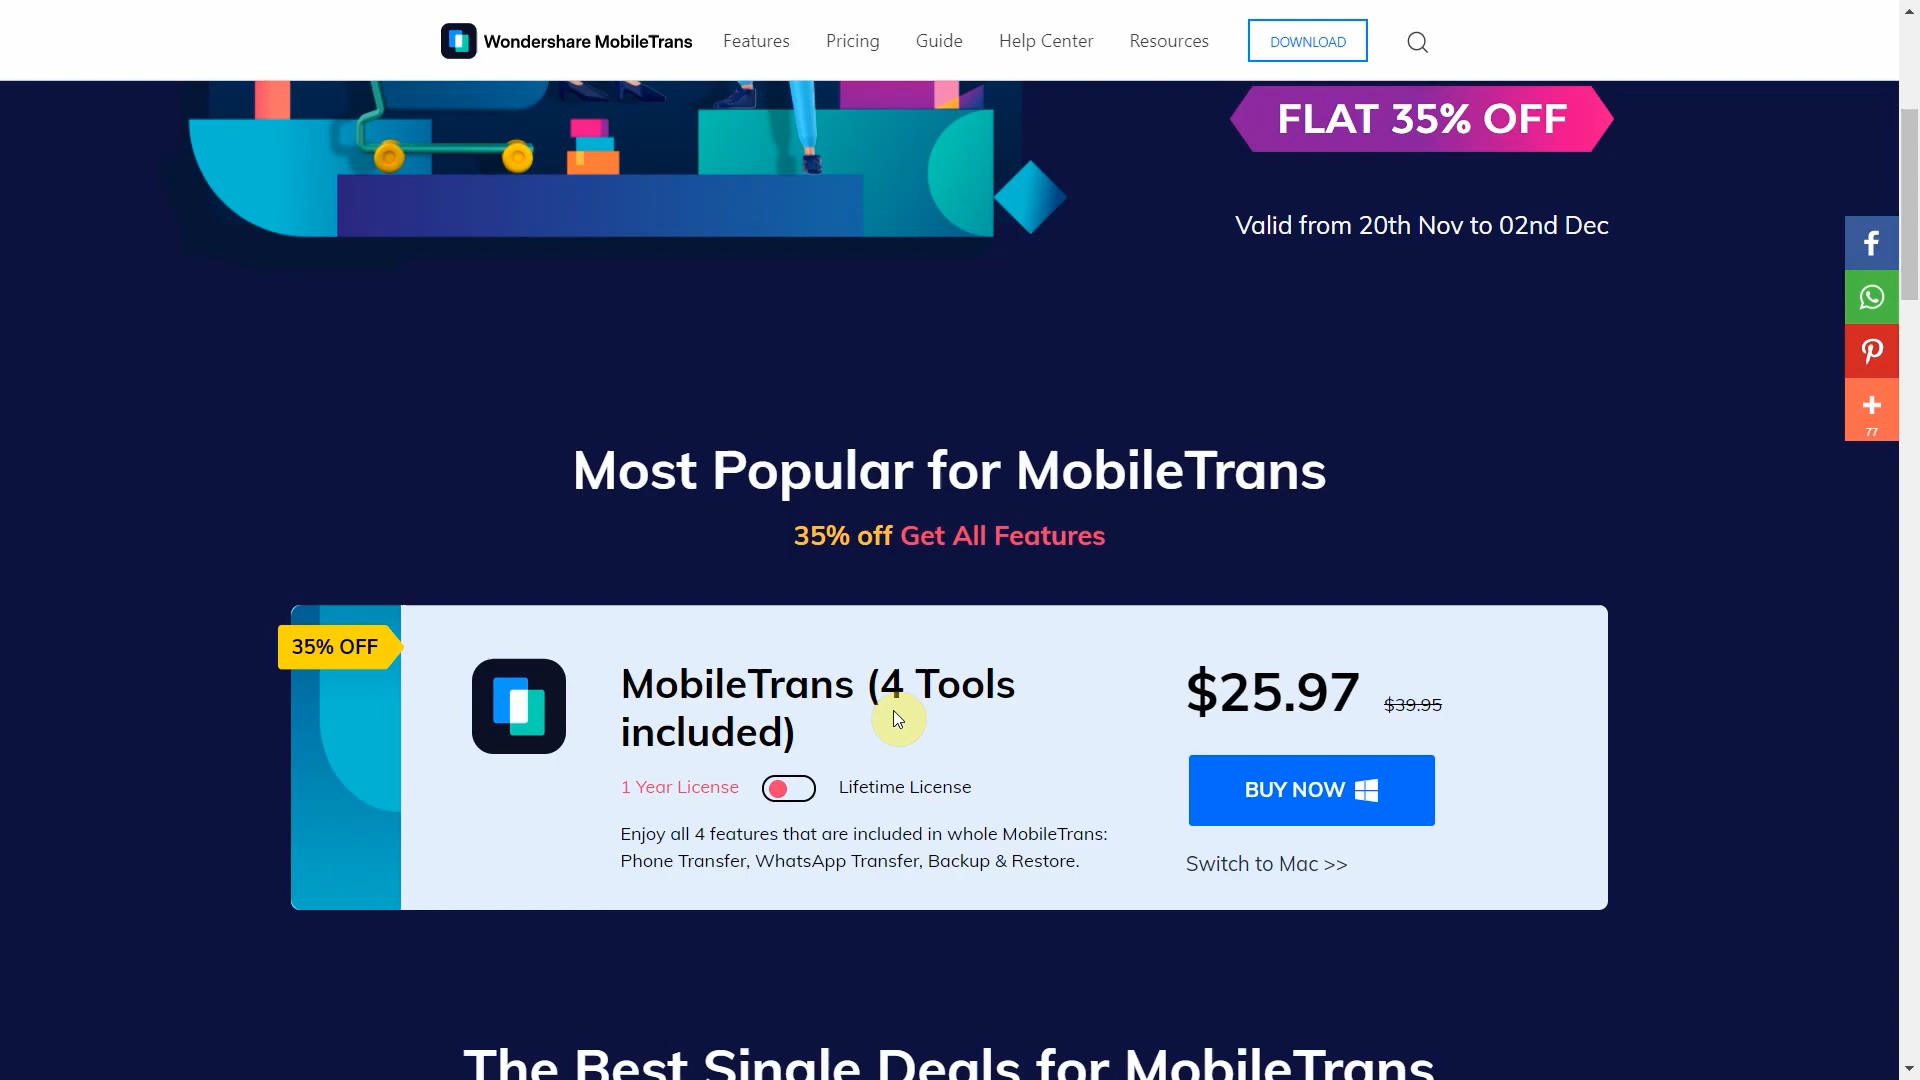 Wondershare MobileTrans
Features
Pricing
Guide
Help Center
Resources
DOWNLOAD
FLAT 35% OFF
Valid from 20th Nov to 02nd Dec
77
Most Popular for MobileTrans
35% off Get All Features
35% OFF
MobileTrans (4 Tools
included)
1 Year License
Lifetime License
Enjoy all 4 features that are included in whole MobileTrans:
Phone Transfer, WhatsApp Transfer, Backup & Restore.
$25.97 $39.95
BUY NOW
Switch to Mac >>
The Best Single Deals for MobileTrans